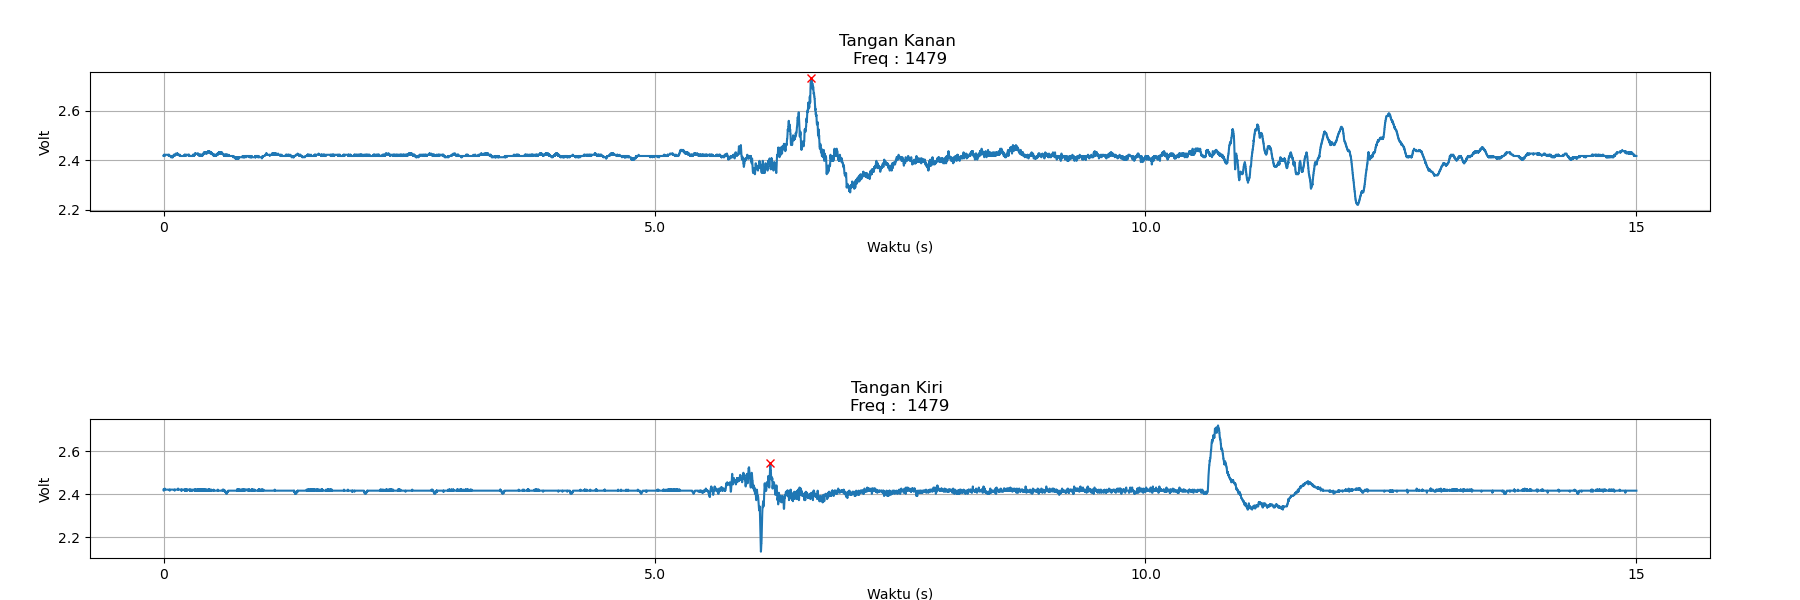 Tangan Kanan
Freq : 1479
Volt
2.6
2.4
2.2
0 5.0 10.0 15
Waktu (s)
Tangan Kiri
Freq :  1479
Volt
2.6
2.4
2.2
0 5.0 10.0 15
Waktu (s)